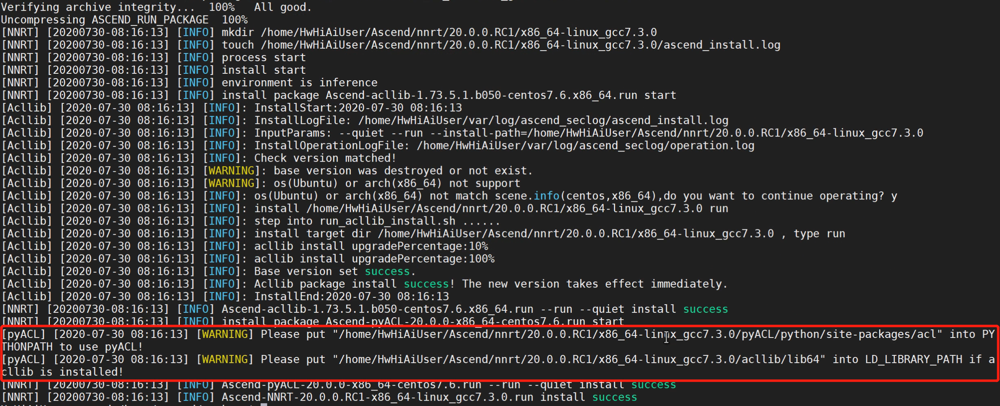 Verifying archive integrity...  100%   All good.
Uncompressing ASCEND_RUN_PACKAGE  100%
[NNRT] [20200730-08:16:13] [INFO] mkdir /home/HwHiAiUser/Ascend/nnrt/20.0.0.RC1/x86_64-linux_gcc7.3.0
[NNRT] [20200730-08:16:13] [INFO] touch /home/HwHiAiUser/Ascend/nnrt/20.0.0.RC1/x86_64-linux_gcc7.3.0/ascend_install.log
[NNRT] [20200730-08:16:13] [INFO] process start
[NNRT] [20200730-08:16:13] [INFO] install start
[NNRT] [20200730-08:16:13] [INFO] environment is inference
[NNRT] [20200730-08:16:13] [INFO] install package Ascend-acllib-1.73.5.1.b050-centos7.6.x86_64.run start
[Acllib] [2020-07-30 08:16:13] [INFO]: InstallStart:2020-07-30 08:16:13
[Acllib] [2020-07-30 08:16:13] [INFO]: InstallLogFile: /home/HwHiAiUser/var/log/ascend_seclog/ascend_install.log
[Acllib] [2020-07-30 08:16:13] [INFO]: InputParams: --quiet --run --install-path=/home/HwHiAiUser/Ascend/nnrt/20.0.0.RC1/x86_64-linux_gcc7.3.0
[Acllib] [2020-07-30 08:16:13] [INFO]: InstallOperationLogFile: /home/HwHiAiUser/var/log/ascend_seclog/operation.log
[Acllib] [2020-07-30 08:16:13] [INFO]: Check version matched!
[Acllib] [2020-07-30 08:16:13] [WARNING]: base version was destroyed or not exist.
[Acllib] [2020-07-30 08:16:13] [WARNING]: os(Ubuntu) or arch(x86_64) not support
[Acllib] [2020-07-30 08:16:13] [INFO]: os(Ubuntu) or arch(x86_64) not match scene.info(centos,x86_64),do you want to continue operating? y
[Acllib] [2020-07-30 08:16:13] [INFO]: install /home/HwHiAiUser/Ascend/nnrt/20.0.0.RC1/x86_64-linux_gcc7.3.0 run
[Acllib] [2020-07-30 08:16:13] [INFO]: step into run_acllib_install.sh ......
[Acllib] [2020-07-30 08:16:13] [INFO]: install target dir /home/HwHiAiUser/Ascend/nnrt/20.0.0.RC1/x86_64-linux_gcc7.3.0 , type run
[Acllib] [2020-07-30 08:16:13] [INFO]: acllib install upgradePercentage:10%
[Acllib] [2020-07-30 08:16:13] [INFO]: acllib install upgradePercentage:100%
[Acllib] [2020-07-30 08:16:13] [INFO]: Base version set success.
[Acllib] [2020-07-30 08:16:13] [INFO]: Acllib package install success! The new version takes effect immediately.
[Acllib] [2020-07-30 08:16:13] [INFO]: InstallEnd:2020-07-30 08:16:13
[NNRT] [20200730-08:16:13] [INFO] Ascend-acllib-1.73.5.1.b050-centos7.6.x86_64.run --run --quiet install success
[NNRT] [20200730-08:16:13] [INFO] install package Ascend-pyACL-20.0.0-x86_64-centos7.6.run start
[pyACL] [2020-07-30 08:16:13] [WARNING] Please put "/home/HwHiAiUser/Ascend/nnrt/20.0.0.RC1/x86_64-linux_gcc7.3.0/pyACL/python/site-packages/acl" into PY
THONPATH to use pyACL!
[pyACL] [2020-07-30 08:16:13] [WARNING] Please put "/home/HwHiAiUser/Ascend/nnrt/20.0.0.RC1/x86_64-linux_gcc7.3.0/acllib/lib64" into LD_LIBRARY_PATH if a
cllib is installed!
[NNRT] [20200730-08:16:13] [INFO] Ascend-pyACL-20.0.0-x86_64-centos7.6.run --run --quiet install success
[NNRT] [20200730-08:16:13] [INFO] Ascend-NNRT-20.0.0.RC1-x86_64-linux_gcc7.3.0.run install success